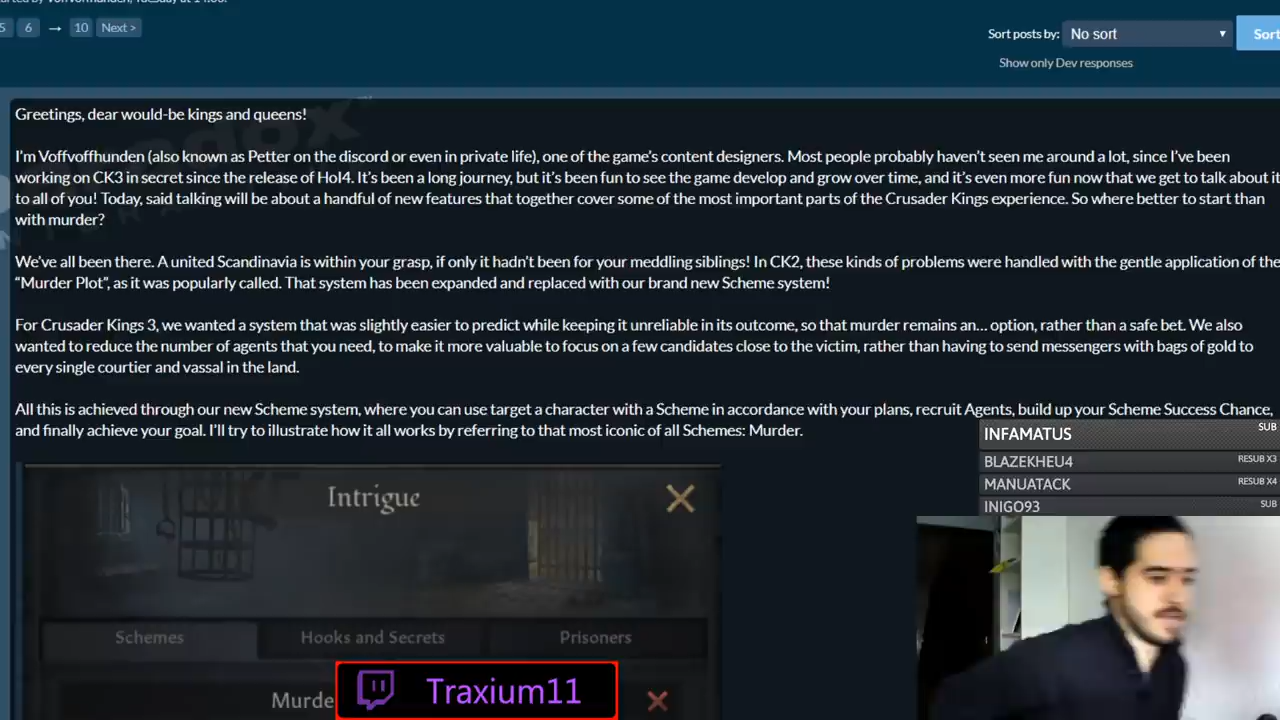 5 6 → 10 Next >
Sort posts by: No sort Sort
Show only Dev responses
Greetings, dear would-be kings and queens!
I'm Voffvoffhunden (also known as Petter on the discord or even in private life), one of the game's content designers. Most people probably haven't seen me around a lot, since I've been
working on CK3 in secret since the release of HoI4. It's been a long journey, but it's been fun to see the game develop and grow over time, and it's even more fun now that we get to talk about it
to all of you! Today, said talking will be about a handful of new features that together cover some of the most important parts of the Crusader Kings experience. So where better to start than
with murder?
We've all been there. A united Scandinavia is within your grasp, if only it hadn't been for your meddling siblings! In CK2, these kinds of problems were handled with the gentle application of the
“Murder Plot”, as it was popularly called. That system has been expanded and replaced with our brand new Scheme system!
For Crusader Kings 3, we wanted a system that was slightly easier to predict while keeping it unreliable in its outcome, so that murder remains an… option, rather than a safe bet. We also
wanted to reduce the number of agents that you need, to make it more valuable to focus on a few candidates close to the victim, rather than having to send messengers with bags of gold to
every single courtier and vassal in the land.
All this is achieved through our new Scheme system, where you can use target a character with a Scheme in accordance with your plans, recruit Agents, build up your Scheme Success Chance,
and finally achieve your goal. I'll try to illustrate how it all works by referring to that most iconic of all Schemes: Murder.
INFAMATUS SUB
BLAZEKHEU4 RESUB X3
MANUATACK RESUB X4
INIGO93 SUB
Intrigue
Schemes Hooks and Secrets Prisoners
Murde
Traxium11